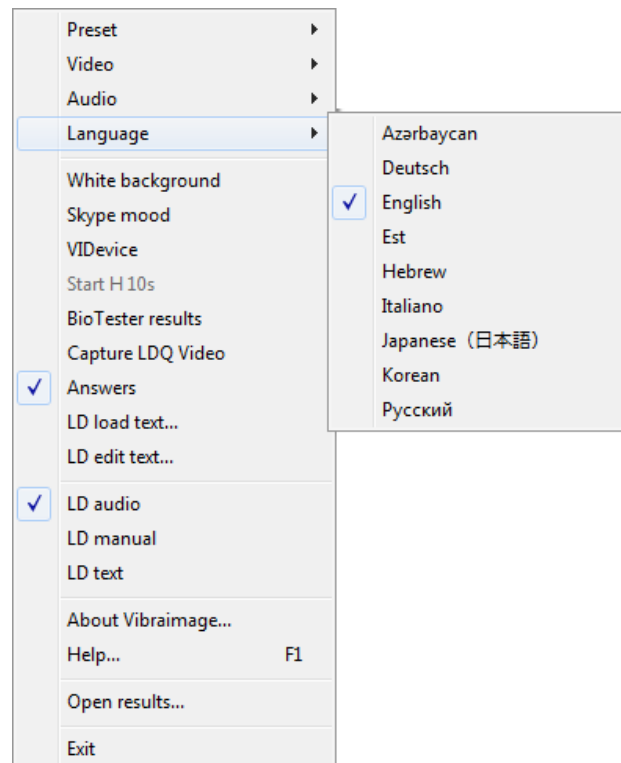 Preset
Video
Audio
Language
White background
Skype mood
VIDevice
Start H 10s
BioTester results
Capture LDQ Video
Answers
LD load text...
LD edit text...
LD audio
LD manual
LD text
About Vibraimage...
Help... F1
Open results...
Exit
Azərbaycan
Deutsch
English
Est
Hebrew
Italiano
Japanese（日本語）
Korean
Русский